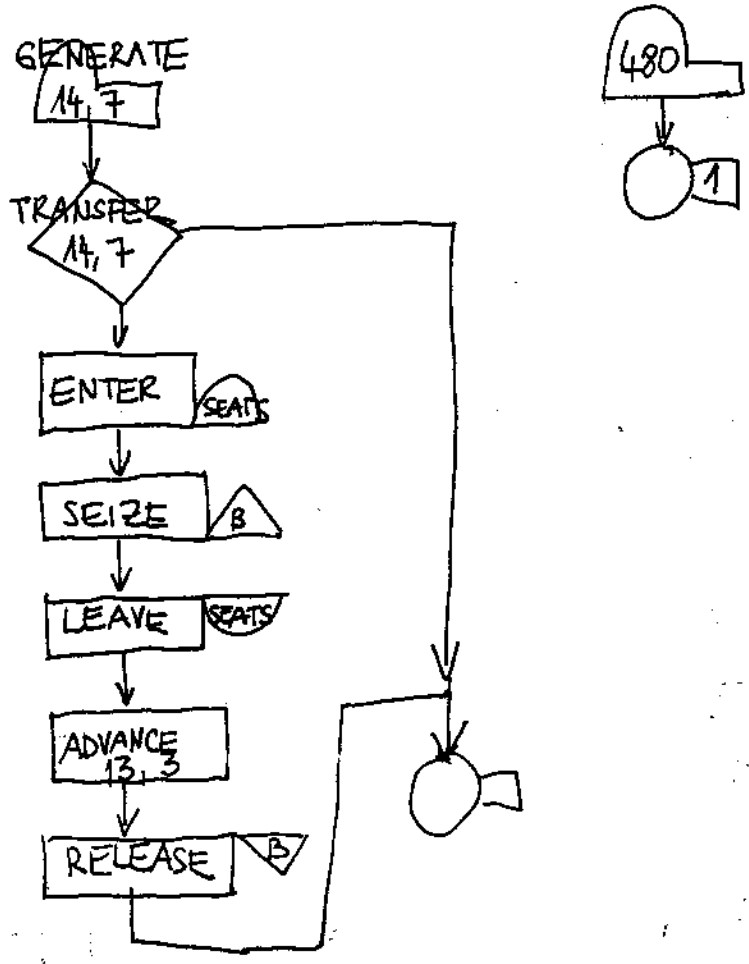 GENERATE
14, 7
480
1
TRANSFER
14, 7
ENTER
SEATS
SEIZE
B
LEAVE
SEATS
ADVANCE
13, 3
RELEASE
B